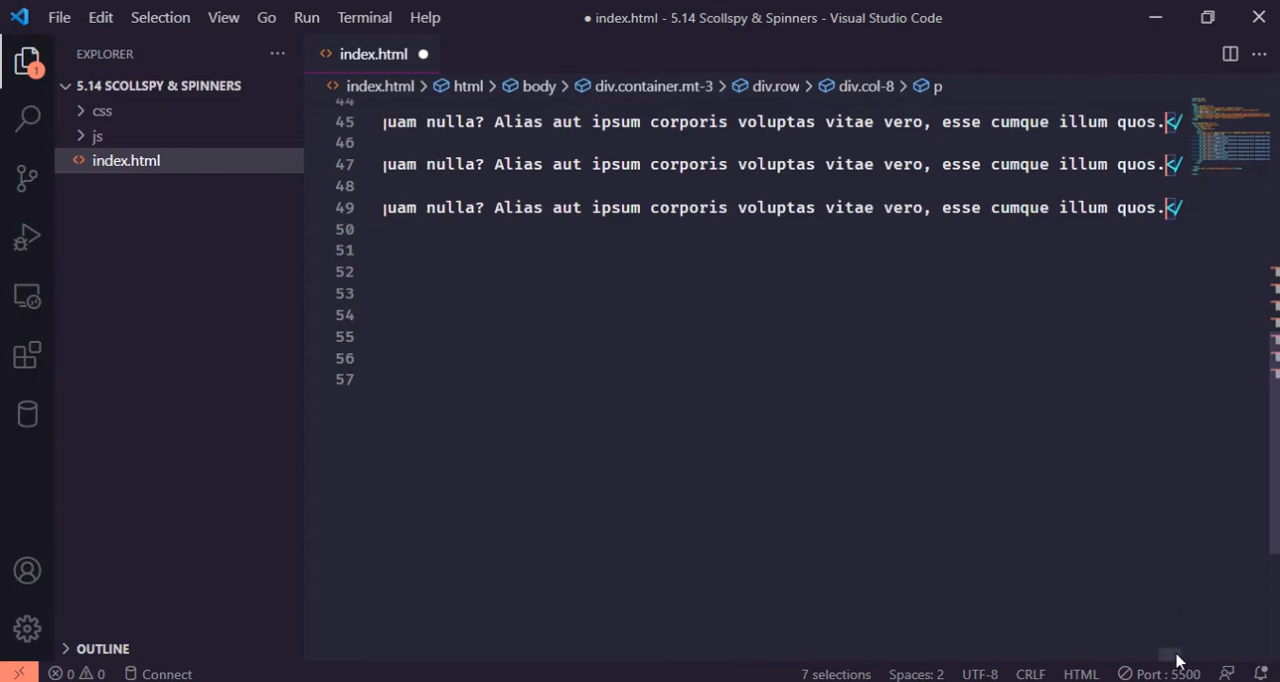 File Edit Selection View Go Run Terminal Help
● index.html - 5.14 Scollspy & Spinners - Visual Studio Code
EXPLORER
5.14 SCOLLSPY & SPINNERS
css
js
<> index.html
1
<> index.html ●
<> index.html > html > body > div.container.mt-3 > div.row > div.col-8 > p
44
45 quam nulla? Alias aut ipsum corporis voluptas vitae vero, esse cumque illum quos.</
46
47 quam nulla? Alias aut ipsum corporis voluptas vitae vero, esse cumque illum quos.</
48
49 quam nulla? Alias aut ipsum corporis voluptas vitae vero, esse cumque illum quos.</
50
51
52
53
54
55
56
57
OUTLINE
0 0 Connect 7 selections Spaces: 2 UTF-8 CRLF HTML Port : 5500